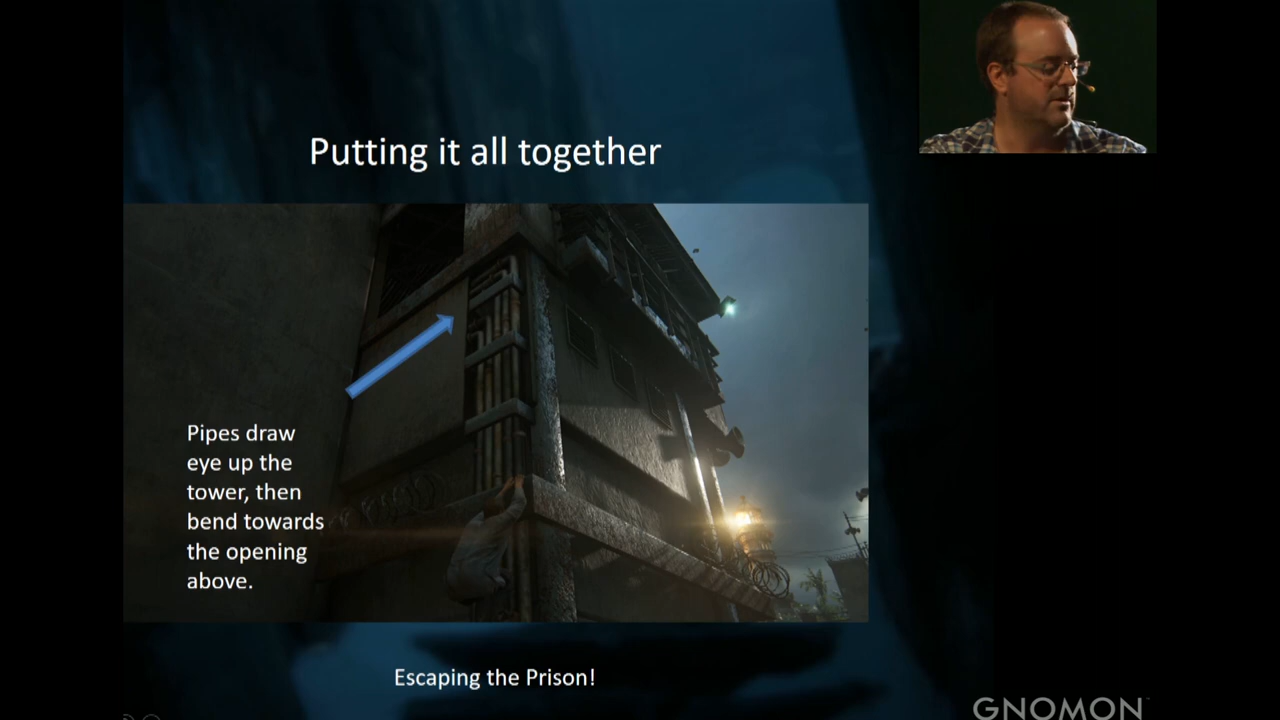 Putting it all together
Pipes draw
eye up the
tower, then
bend towards
the opening
above.
Escaping the Prison!
GNOMON